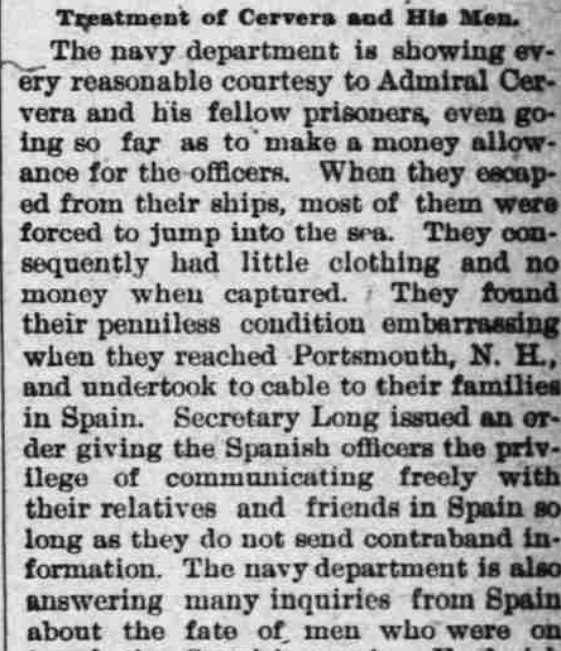 Treatment of Cervera and His Men.
The navy department is showing ev-
ery reasonable courtesy to Admiral Cer-
vera and his fellow prisoners, even go-
ing so far as to make a money allow-
ance for the officers. When they escap-
ed from their ships, most of them were
forced to jump into the sea. They con-
sequently had little clothing and no
money when captured. They found
their penniless condition embarrassing
when they reached Portsmouth, N. H.,
and undertook to cable to their families
in Spain. Secretary Long issued an or-
der giving the Spanish officers the priv-
ilege of communicating freely with
their relatives and friends in Spain so
long as they do not send contraband in-
formation. The navy department is also
answering many inquiries from Spain
about the fate of men who were on